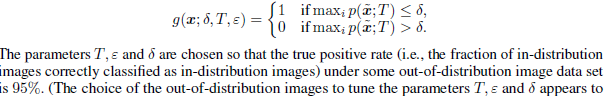 g(x; δ, T, ε) = { 1 if max_i p(x̃; T) ≤ δ,
0 if max_i p(x̃; T) > δ.
The parameters T, ε and δ are chosen so that the true positive rate (i.e., the fraction of in-distribution
images correctly classified as in-distribution images) under some out-of-distribution image data set
is 95%. (The choice of the out-of-distribution images to tune the parameters T, ε and δ appears to